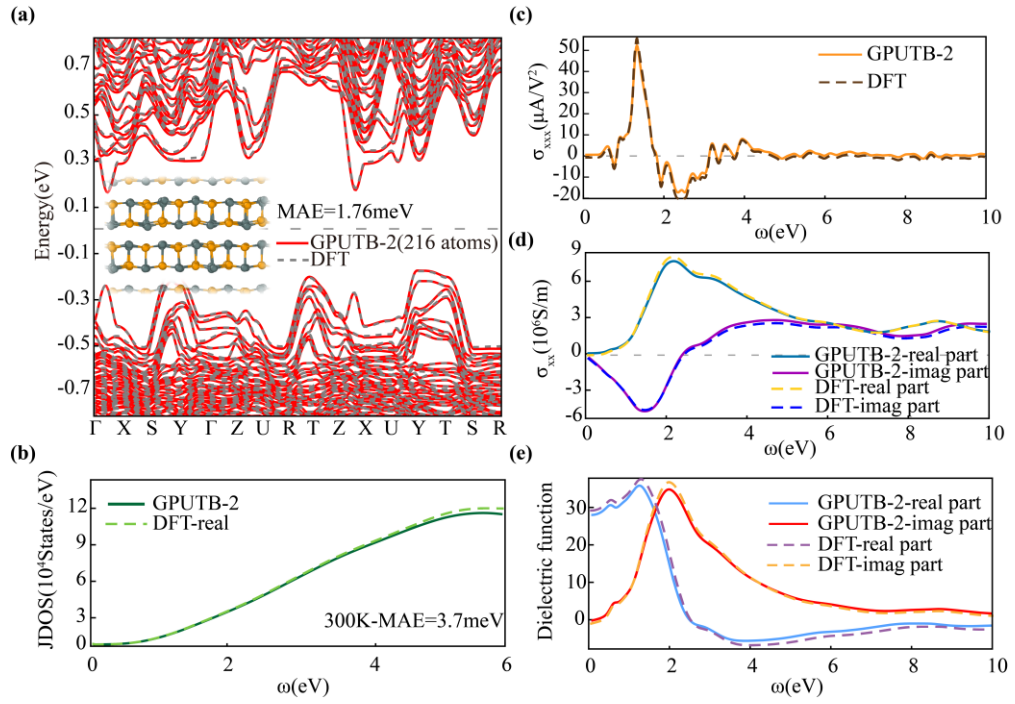 (a)
0.7
0.5
0.3
0.1
-0.1
-0.3
-0.5
-0.7
Energy(eV)
MAE=1.76meV
GPUTB-2(216 atoms)
DFT
Γ X S Y Γ Z U R T Z X U Y T S R
(b)
12
9
6
3
0
JDOS(10⁴States/eV)
GPUTB-2
DFT-real
300K-MAE=3.7meV
0 2 4 6
ω(eV)
(c)
50
40
30
20
10
0
-10
-20
σxxx(μA/V²)
GPUTB-2
DFT
0 2 4 6 8 10
ω(eV)
(d)
9
6
3
0
-3
-6
σxx(10⁶S/m)
GPUTB-2-real part
GPUTB-2-imag part
DFT-real part
DFT-imag part
0 2 4 6 8 10
ω(eV)
(e)
30
20
10
0
Dielectric function
GPUTB-2-real part
GPUTB-2-imag part
DFT-real part
DFT-imag part
0 2 4 6 8 10
ω(eV)